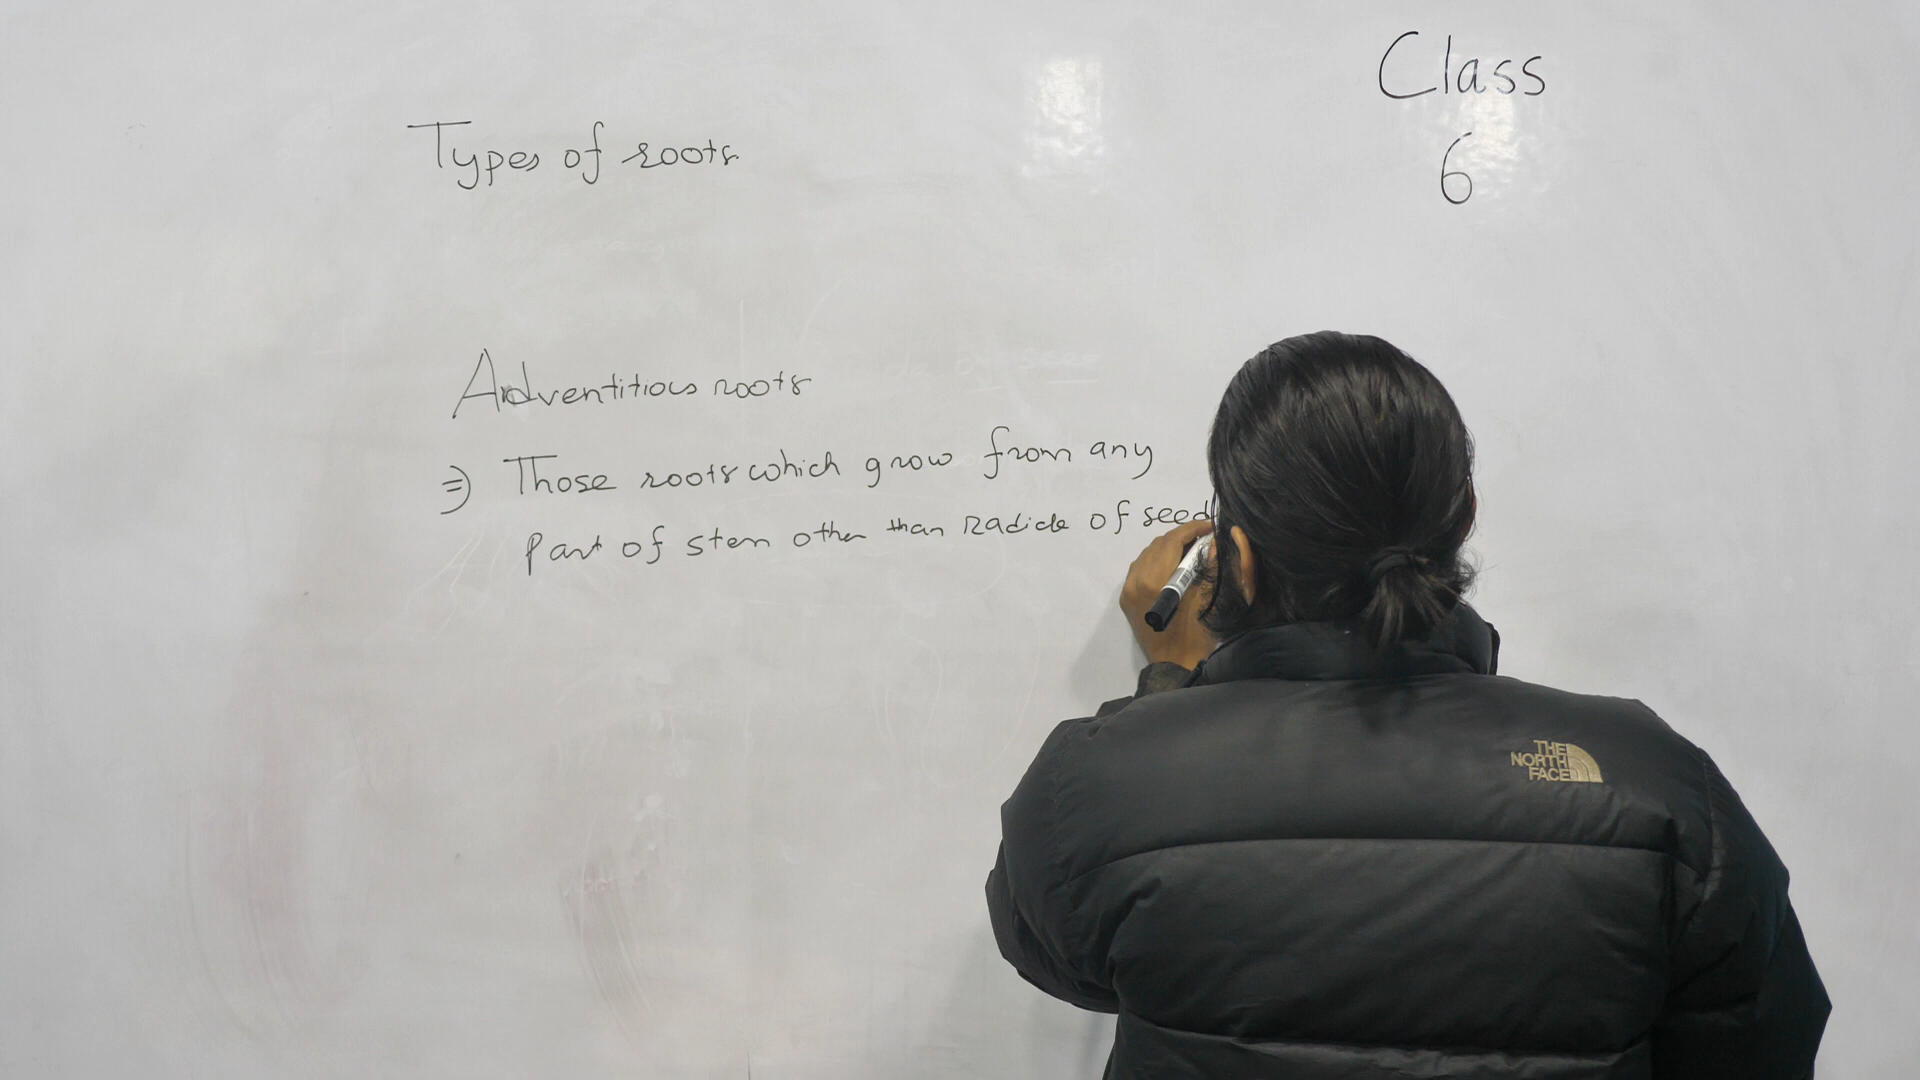 Class
6
Types of roots
Adventitious roots
⇒ Those roots which grow from any
part of stem other than radicle of seed
THE
NORTH
FACE